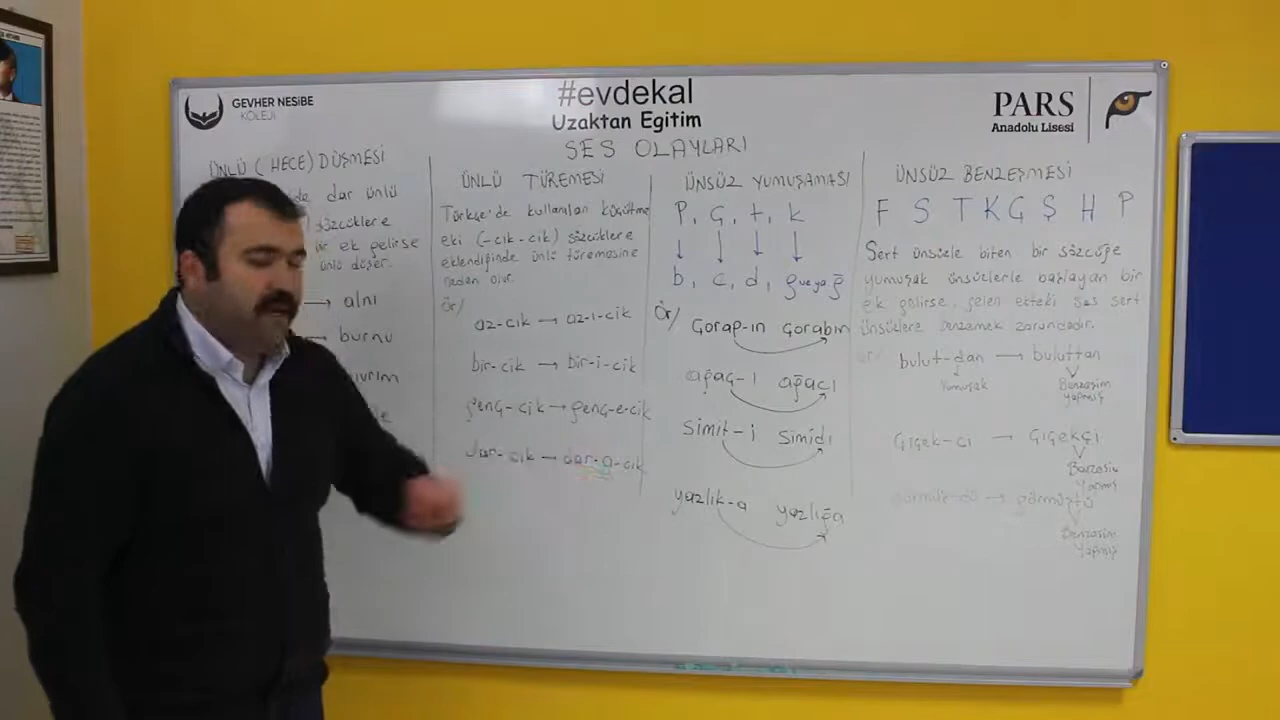 GEVHER NESIBE
KOLEJI
#evdekal
Uzaktan Egitim
PARS
Anadolu Lisesi
SES OLAYLARI
ÜNLÜ (HECE) DÜŞMESİ
de dar ünlü
sözcüklere
ek gelirse
ünlü düşer.
→ alnı
→ burnu
ÜNLÜ TÜREMESİ
Türkçe'de kullanılan küçültme
eki (-cık-cik) sözcüklere
eklendiğinde ünlü türemesine
neden olur.
Ör/
az-cık → az-ı-cık
bir-cik → bir-i-cik
genç-cik → genç-e-cik
dar-cık → dar-a-cık
ÜNSÜZ YUMUŞAMASI
P, Ç, t, k
↓ ↓ ↓ ↓
b, c, d, g veya ğ
Ör/
Çorap-ın Çorabın
ağaç-ı ağacı
Simit-i Simidi
yazlık-a yazlığa
ÜNSÜZ BENZEŞMESİ
F S T K Ç Ş H P
Sert ünsüzle biten bir sözcüğe
yumuşak ünsüzlerle başlayan bir
ek gelirse, gelen ekteki ses sert
ünsüzlere benzemek zorundadır.
ör/
bulut-dan → buluttan
Yumuşak
Benzeşim
yapmış
Çiçek-ci → Çiçekçi
Benzeşim
Yapmış
görmüş-dü → görmüştü
Benzeşim
Yapmış